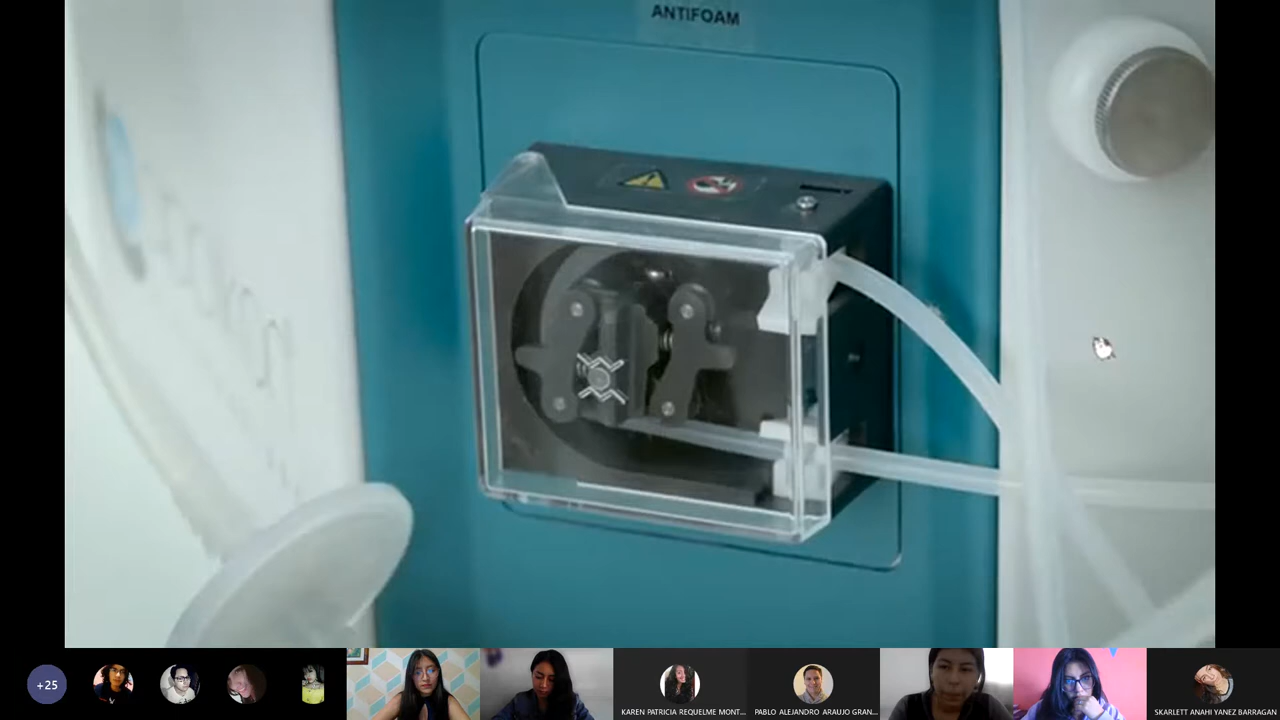 ANTIFOAM
+25
KAREN PATRICIA REQUELME MONT...
PABLO ALEJANDRO ARAUJO GRAN...
SKARLETT ANAHI YANEZ BARRAGAN